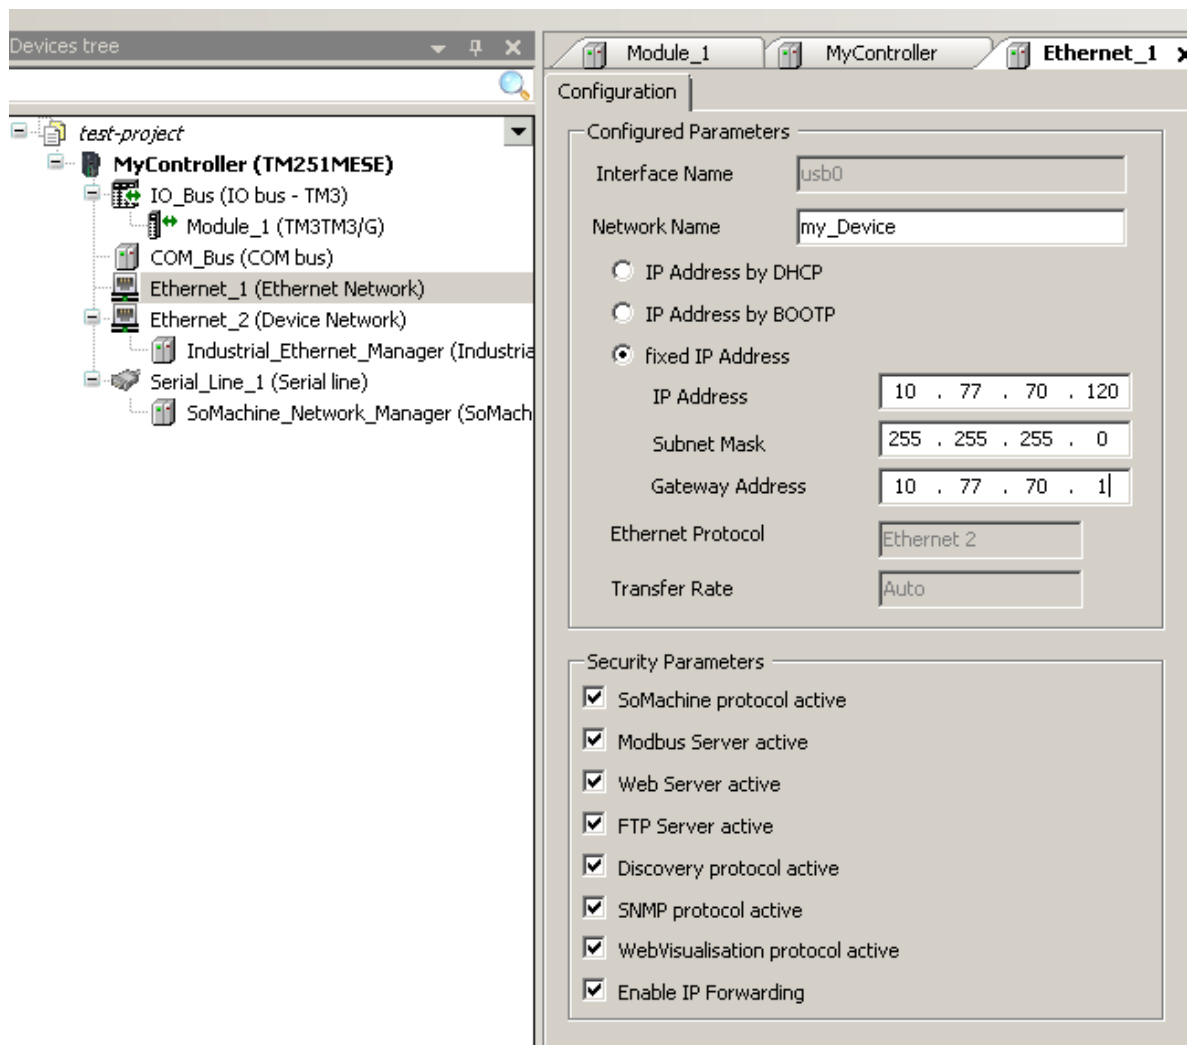 Devices tree
test-project
MyController (TM251MESE)
IO_Bus (IO bus - TM3)
Module_1 (TM3TM3/G)
COM_Bus (COM bus)
Ethernet_1 (Ethernet Network)
Ethernet_2 (Device Network)
Industrial_Ethernet_Manager (Industria
Serial_Line_1 (Serial line)
SoMachine_Network_Manager (SoMach
Module_1 MyController Ethernet_1
Configuration
Configured Parameters
Interface Name usb0
Network Name my_Device
IP Address by DHCP
IP Address by BOOTP
fixed IP Address
IP Address 10 . 77 . 70 . 120
Subnet Mask 255 . 255 . 255 . 0
Gateway Address 10 . 77 . 70 . 1
Ethernet Protocol Ethernet 2
Transfer Rate Auto
Security Parameters
SoMachine protocol active
Modbus Server active
Web Server active
FTP Server active
Discovery protocol active
SNMP protocol active
WebVisualisation protocol active
Enable IP Forwarding